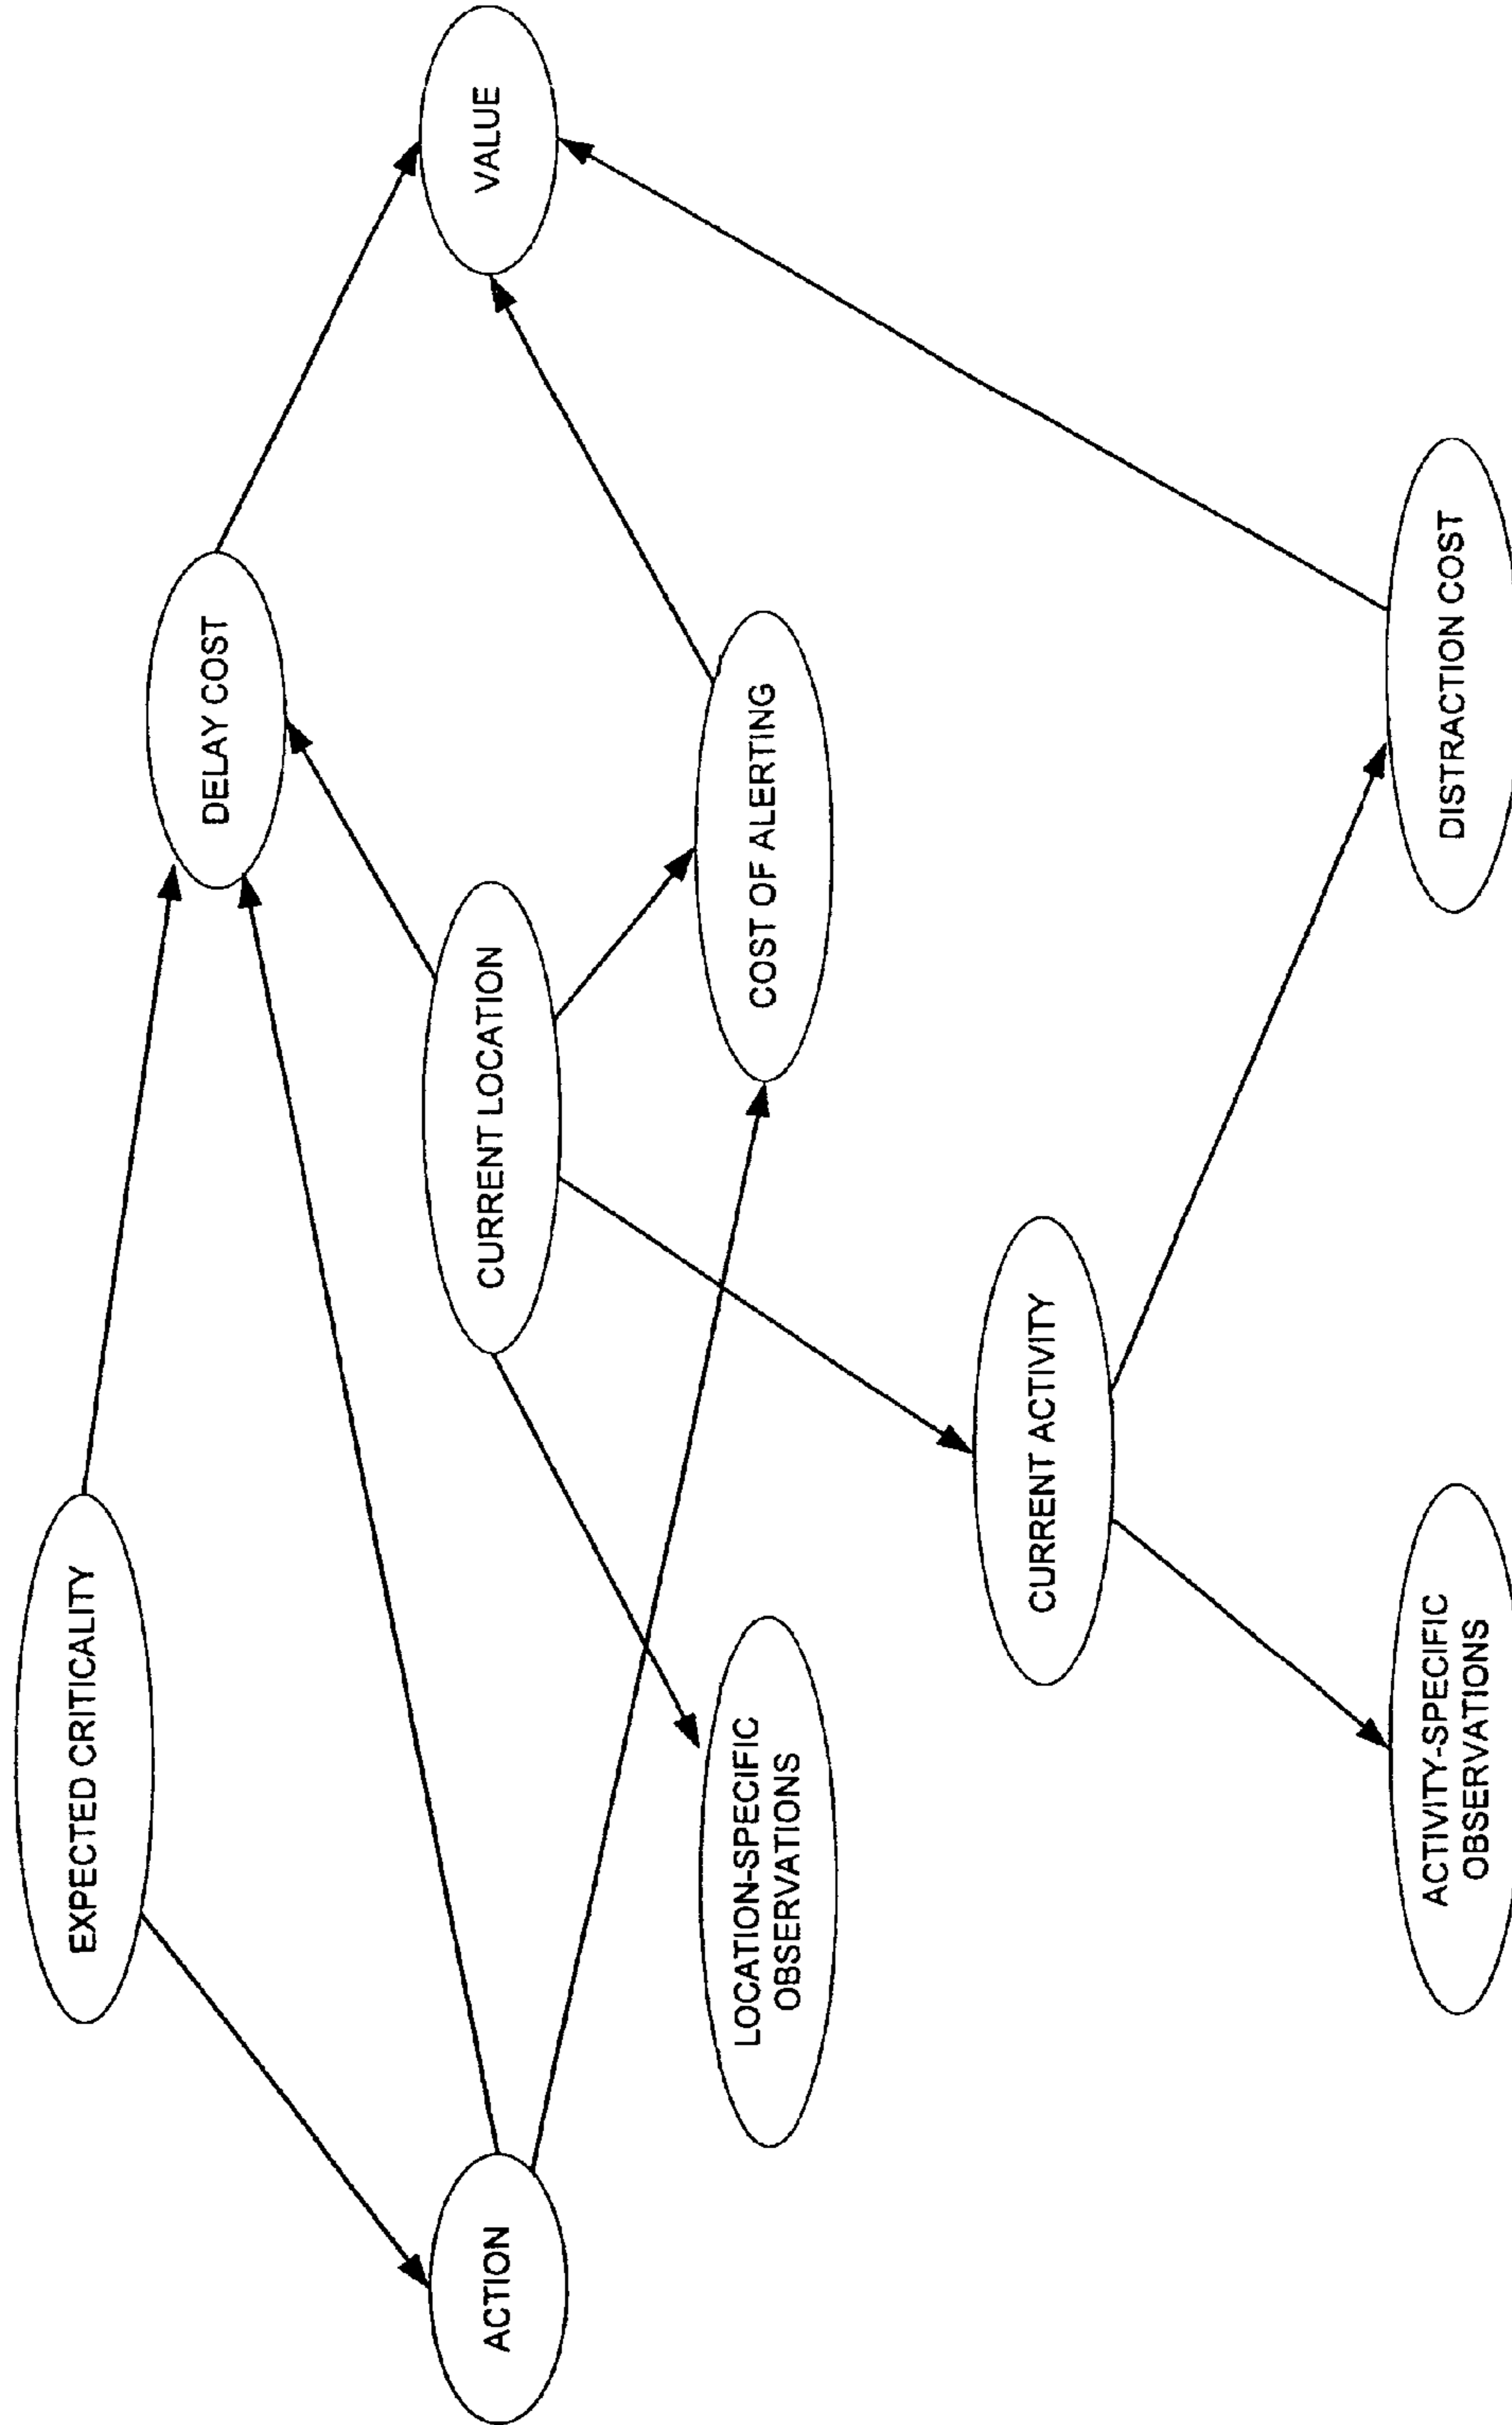 EXPECTED CRITICALITY
DELAY COST
ACTION
CURRENT LOCATION
VALUE
LOCATION-SPECIFIC
OBSERVATIONS
COST OF ALERTING
CURRENT ACTIVITY
ACTIVITY-SPECIFIC
OBSERVATIONS
DISTRACTION COST